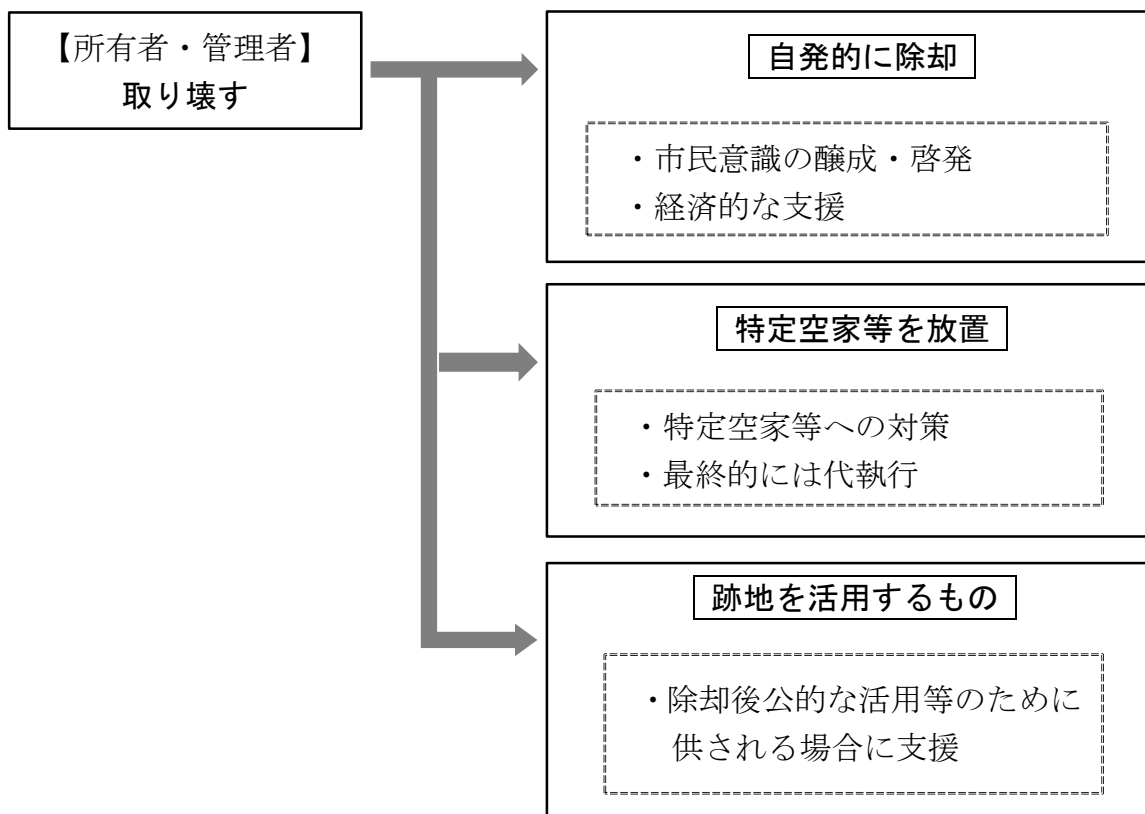 【所有者・管理者】
取り壊す
自発的に除却
・市民意識の醸成・啓発
・経済的な支援
特定空家等を放置
・特定空家等への対策
・最終的には代執行
跡地を活用するもの
・除却後公的な活用等のために
供される場合に支援